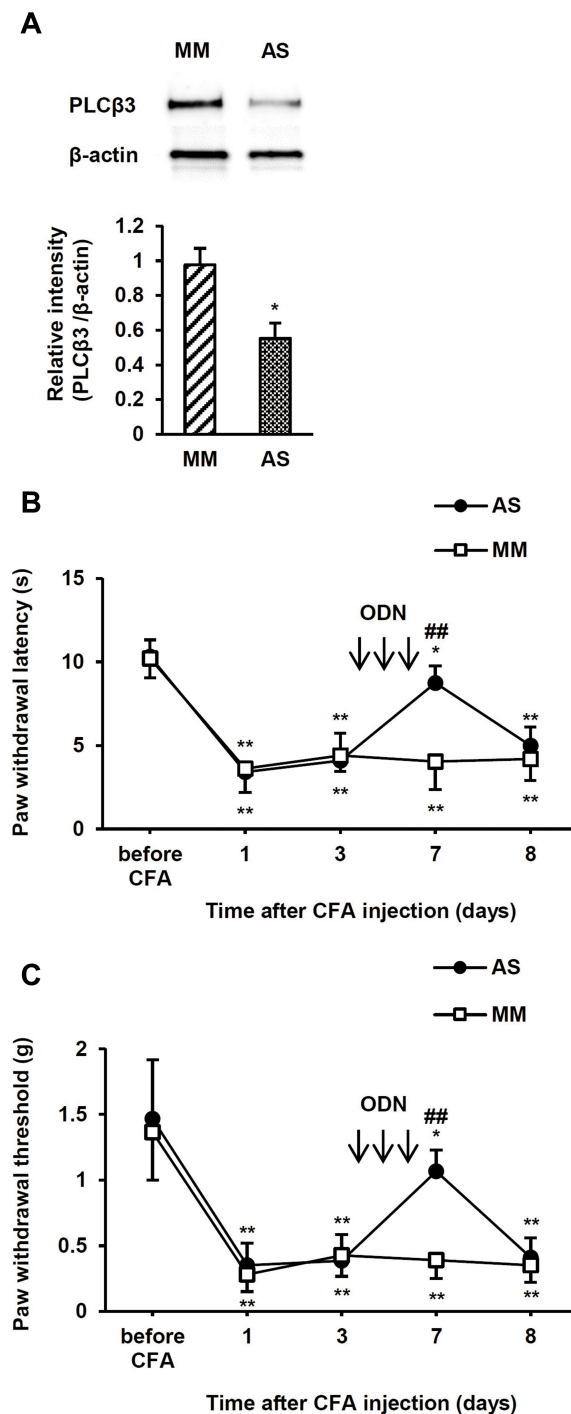 A
MM AS
PLCβ3
β-actin
Relative intensity
(PLCβ3 /β-actin)
1.2
1
0.8
0.6
0.4
0.2
0
*
MM AS
B
AS
MM
Paw withdrawal latency (s)
15
10
5
0
ODN
##
*
** ** **
** ** ** **
before
CFA
1 3 7 8
Time after CFA injection (days)
C
AS
MM
Paw withdrawal threshold (g)
2
1.5
1
0.5
0
ODN
##
*
** ** **
** ** ** **
before
CFA
1 3 7 8
Time after CFA injection (days)